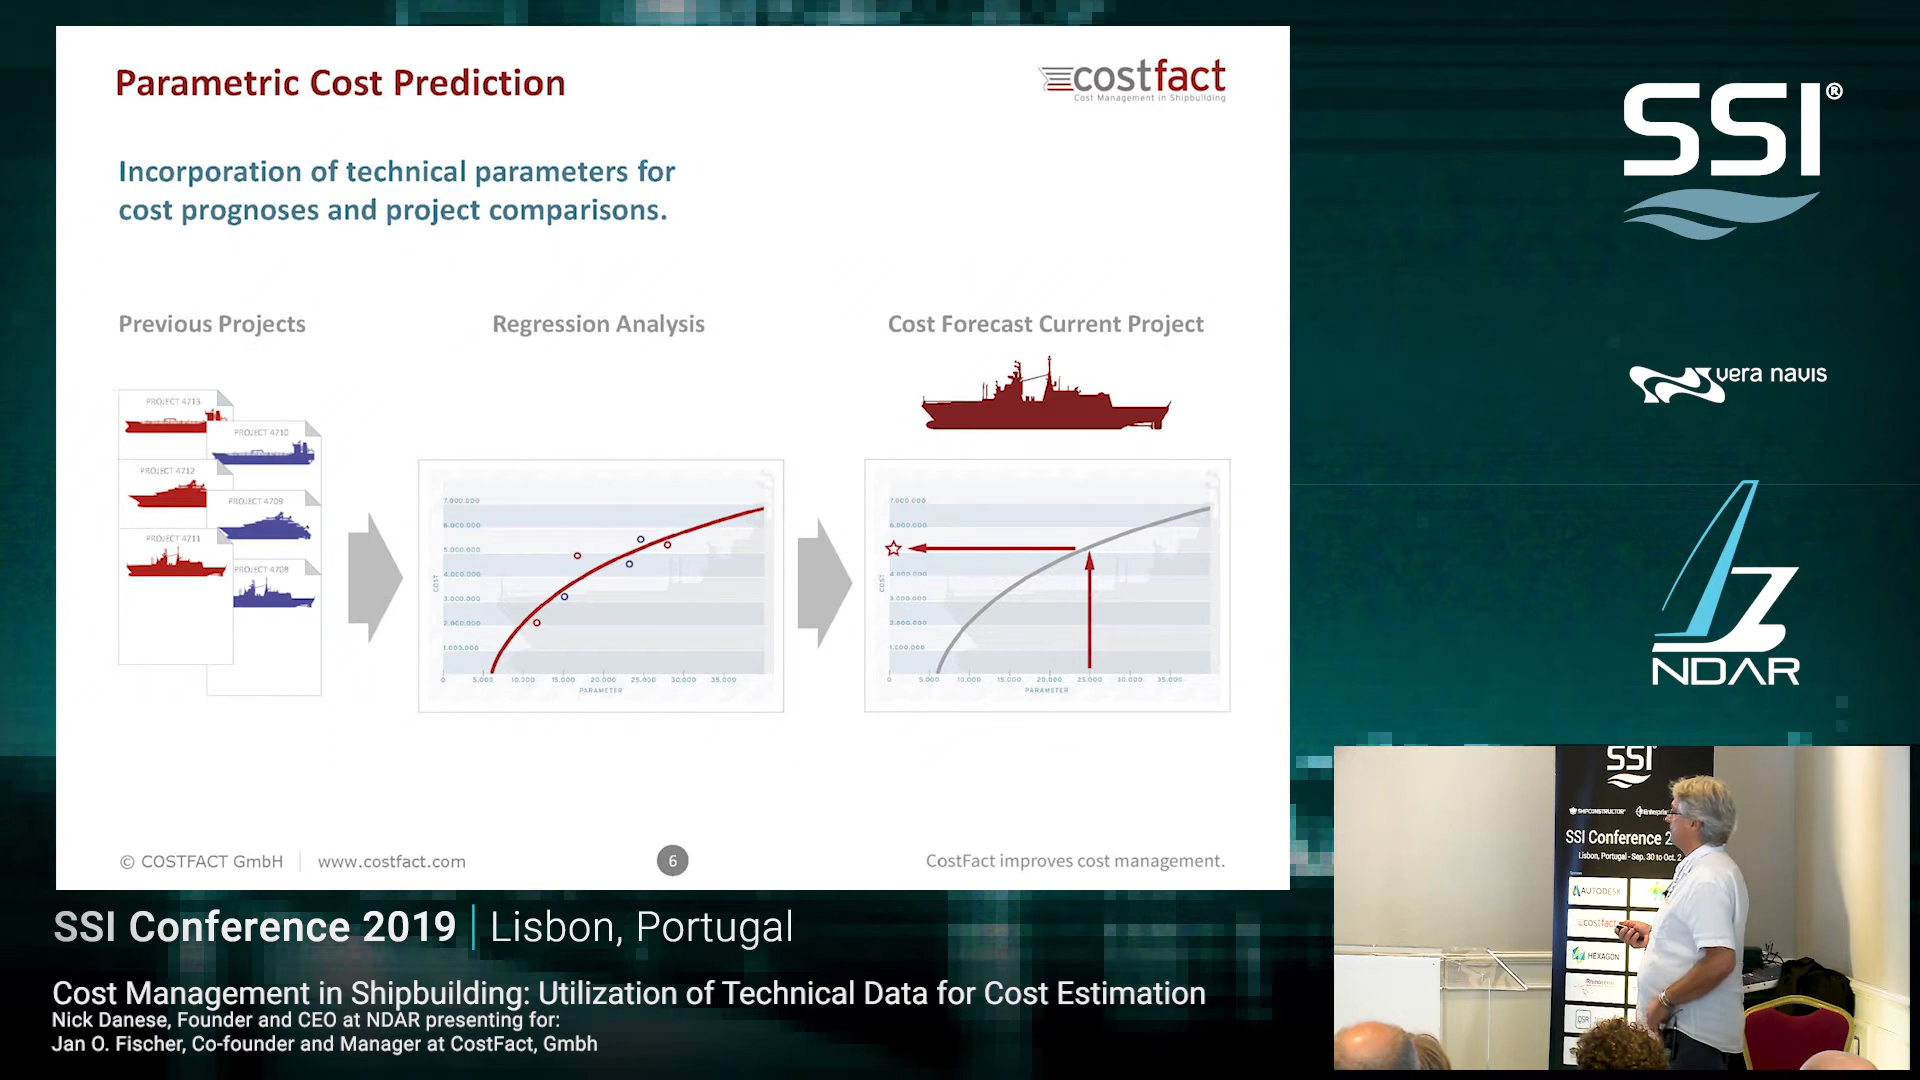 Parametric Cost Prediction
costfact
Cost Management in Shipbuilding
Incorporation of technical parameters for
cost prognoses and project comparisons.
Previous Projects
Regression Analysis
Cost Forecast Current Project
PROJECT 4713
PROJECT 4710
PROJECT 4712
PROJECT 4709
PROJECT 4711
PROJECT 4708
7.000.000
6.000.000
5.000.000
4.000.000
3.000.000
2.000.000
1.000.000
COST
0 5.000 10.000 15.000 20.000 25.000 30.000 35.000
PARAMETER
7.000.000
6.000.000
4.000.000
3.000.000
2.000.000
1.000.000
COST
0 5.000 10.000 15.000 20.000 25.000 30.000 35.000
PARAMETER
© COSTFACT GmbH
www.costfact.com
6
CostFact improves cost management.
SSI®
vera navis
NDAR
SSI
SHIPCONSTRUCTOR
SSI Conference 2
Lisbon, Portugal - Sep. 30 to Oct. 2
AUTODESK
costfact
HEXAGON
SSI Conference 2019 | Lisbon, Portugal
Cost Management in Shipbuilding: Utilization of Technical Data for Cost Estimation
Nick Danese, Founder and CEO at NDAR presenting for:
Jan O. Fischer, Co-founder and Manager at CostFact, Gmbh